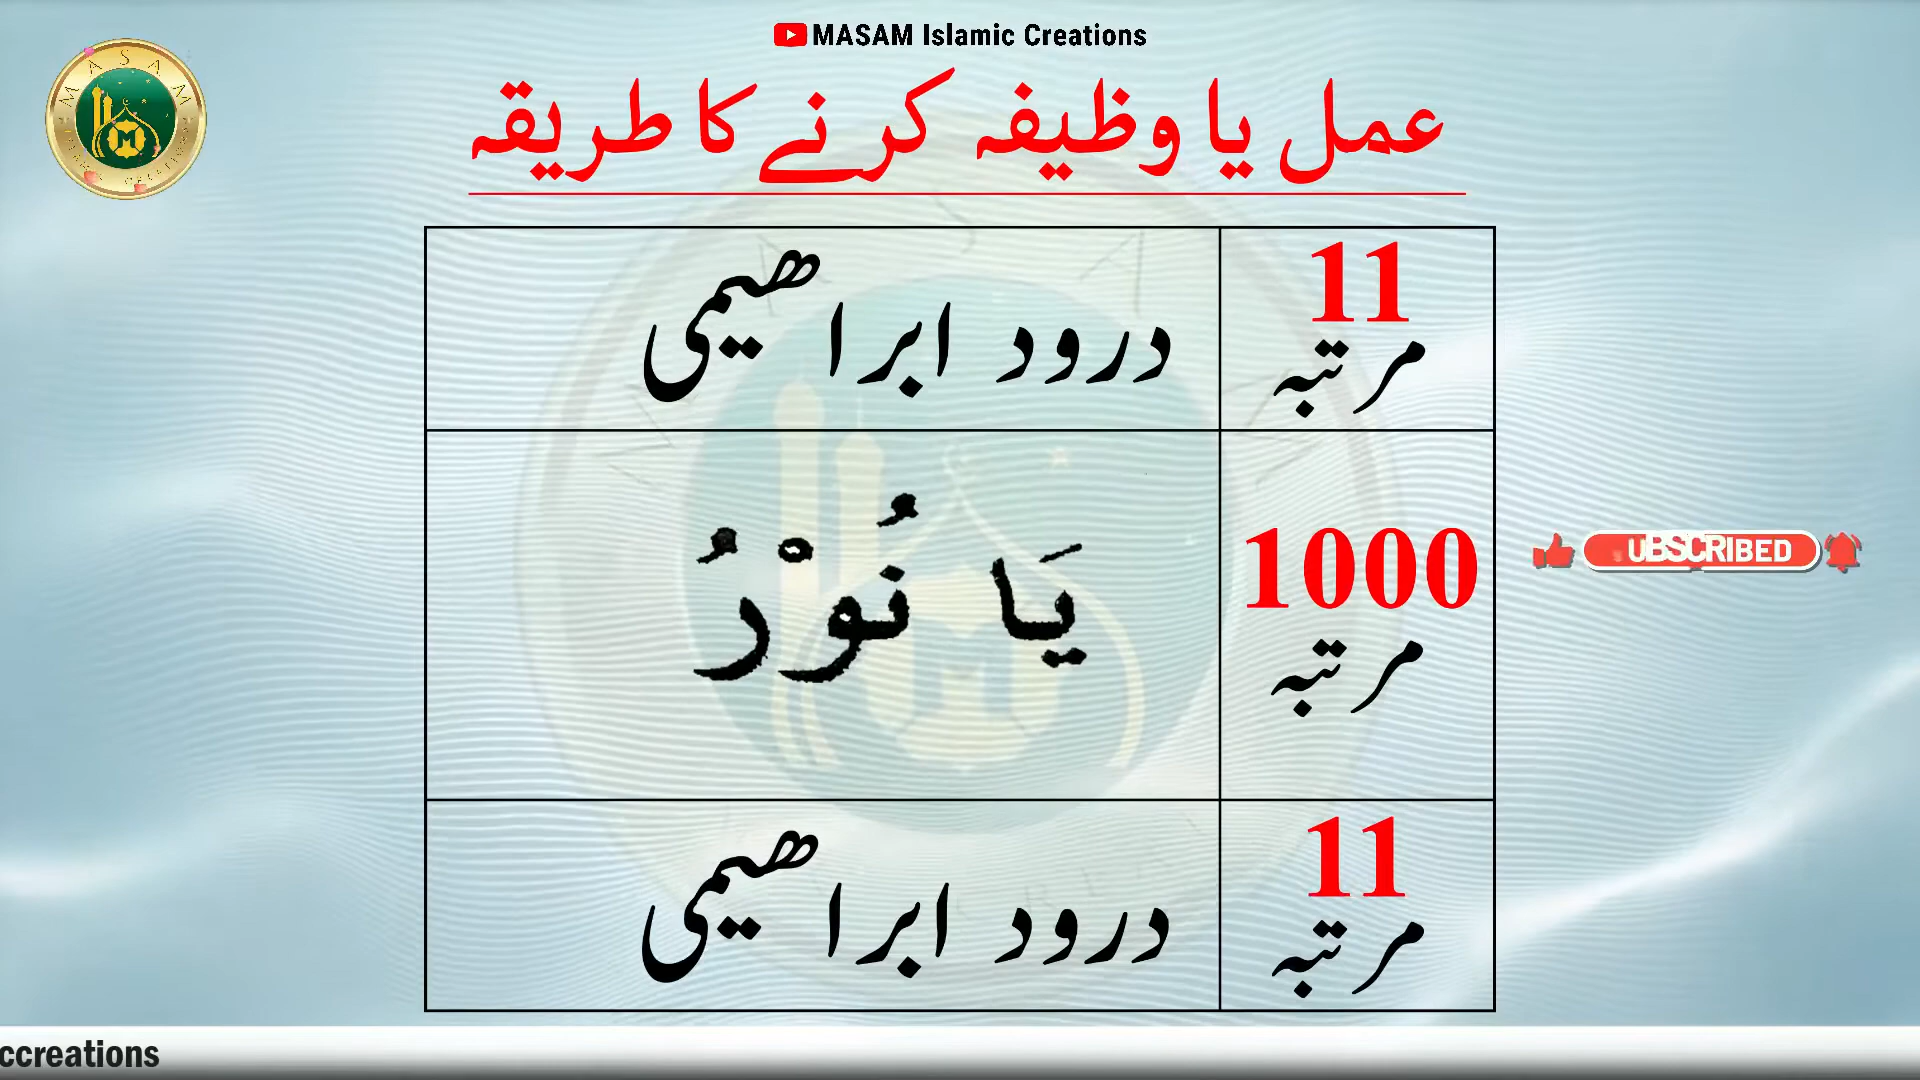 MASAM Islamic Creations
عمل یا وظیفہ کرنے کا طریقہ
11 مرتبہ
درود ابراھیمی
1000 مرتبہ
یَا نُوْرُ
UBSCRIBED
11 مرتبہ
درود ابراھیمی
ccreations